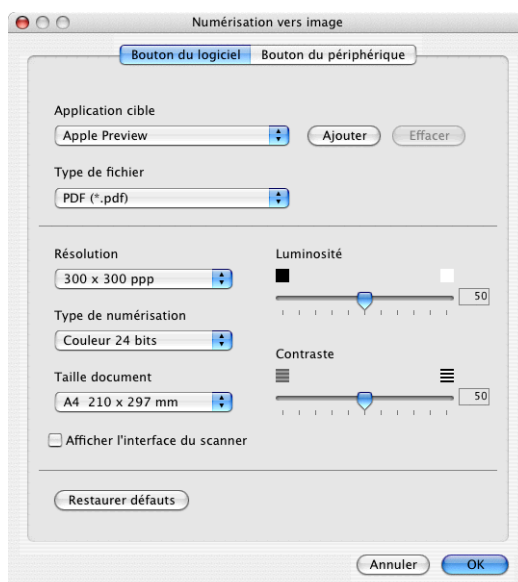 Numérisation vers image
Bouton du logiciel Bouton du périphérique
Application cible
Apple Preview Ajouter Effacer
Type de fichier
PDF (*.pdf)
Résolution Luminosité
300 x 300 ppp
50
Type de numérisation
Couleur 24 bits
Contraste
Taille document
A4 210 x 297 mm 50
Afficher l'interface du scanner
Restaurer défauts
Annuler OK